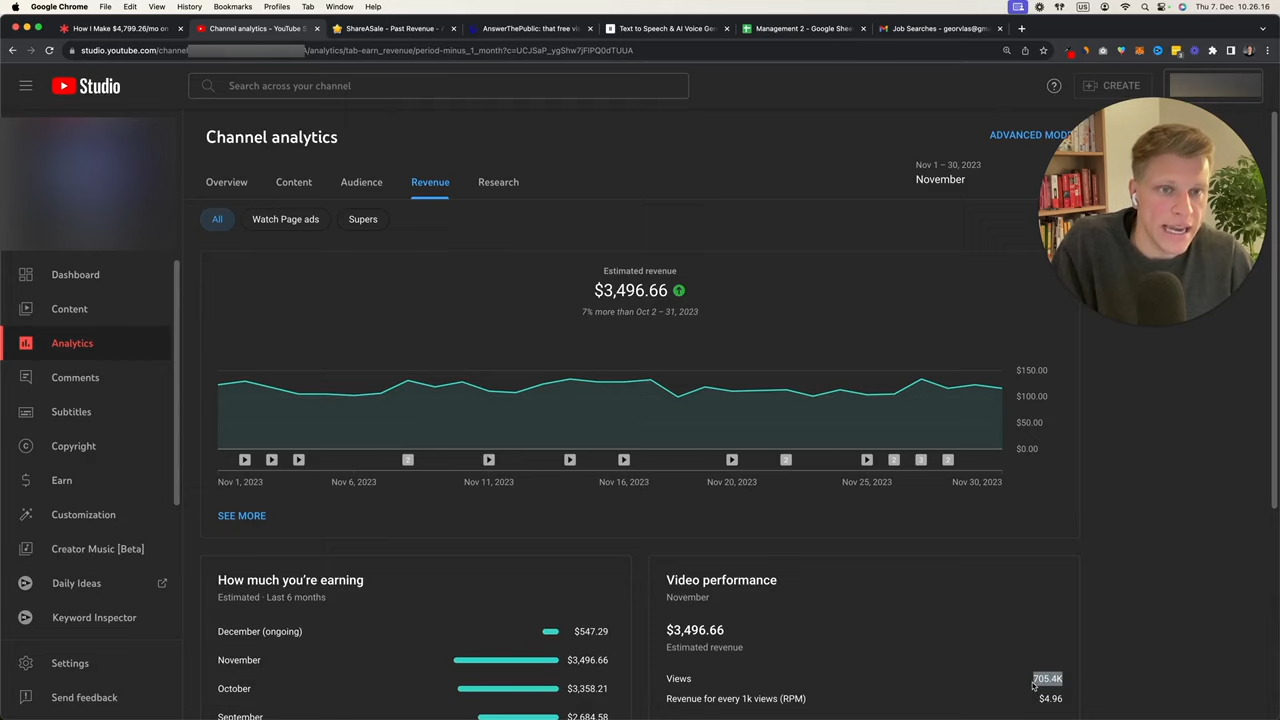 Google Chrome File Edit View History Bookmarks Profiles Tab Window Help
US
Thu 7. Dec 10.26.16
How I Make $4,799.26/mo on
Channel analytics - YouTube S
ShareASale - Past Revenue - A
AnswerThePublic: that free vi
Text to Speech & AI Voice Gen
Management 2 - Google Shee
Job Searches - georvlas@gm
studio.youtube.com/channel
/analytics/tab-earn_revenue/period-minus_1_month?c=UCJSaP_ygShw7jFIPQ0dTUUA
Studio
Search across your channel
CREATE
Channel analytics
ADVANCED MOD
Nov 1 – 30, 2023
November
Overview Content Audience Revenue Research
All Watch Page ads Supers
Estimated revenue
$3,496.66
7% more than Oct 2 – 31, 2023
$150.00
$100.00
$50.00
$0.00
2 2 2 3 2
Nov 1, 2023 Nov 6, 2023 Nov 11, 2023 Nov 16, 2023 Nov 20, 2023 Nov 25, 2023 Nov 30, 2023
SEE MORE
Dashboard
Content
Analytics
Comments
Subtitles
Copyright
Earn
Customization
Creator Music [Beta]
Daily Ideas
Keyword Inspector
Settings
Send feedback
How much you're earning
Estimated · Last 6 months
December (ongoing) $547.29
November $3,496.66
October $3,358.21
September $2,684.58
Video performance
November
$3,496.66
Estimated revenue
Views 705.4K
Revenue for every 1k views (RPM) $4.96